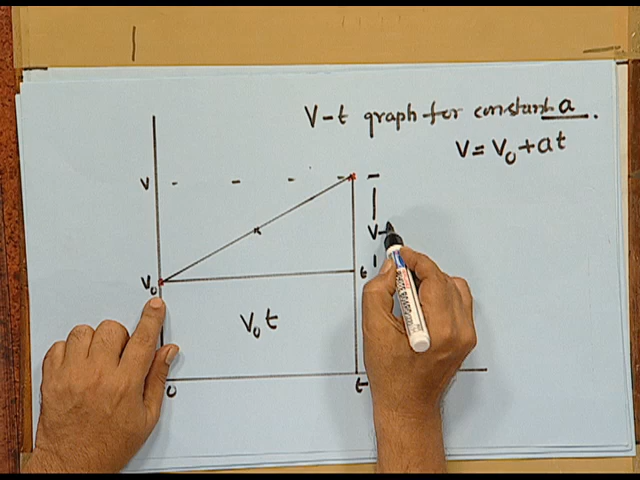 V-t graph for constant a.
V = V₀ + at
V
V-
V₀
t
V₀t
0
t